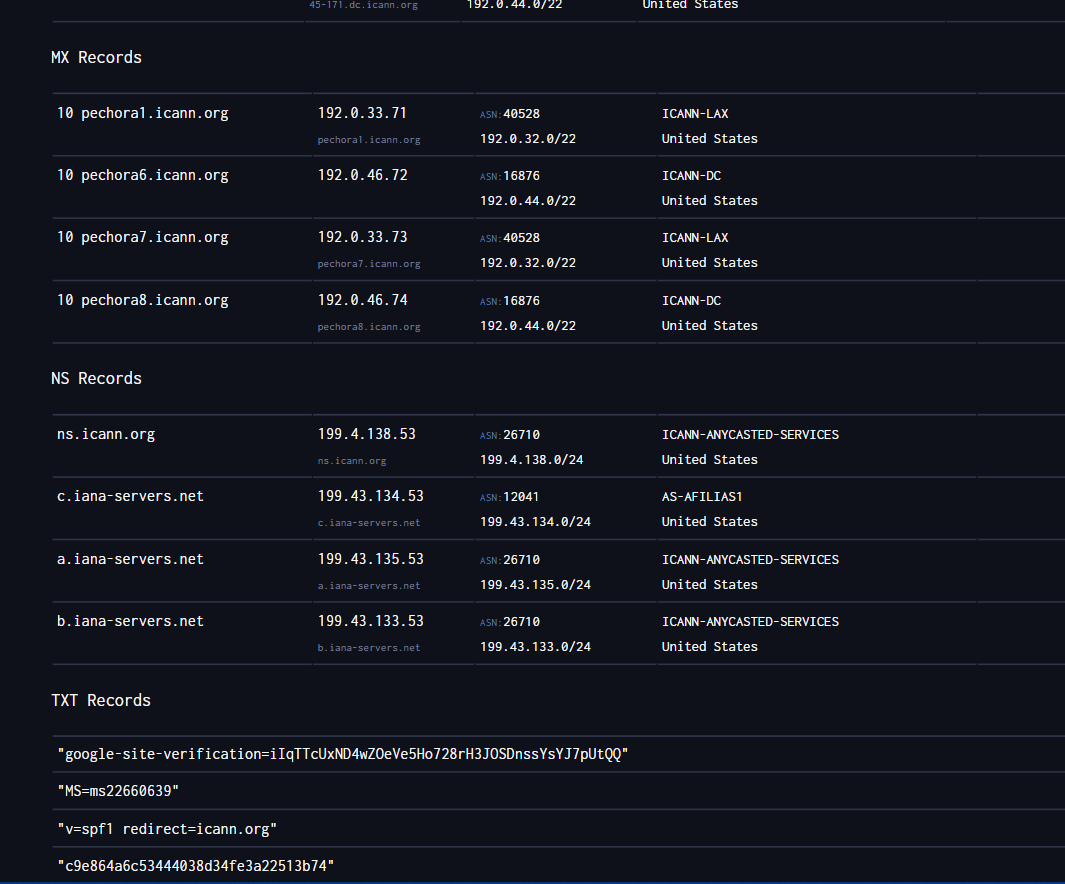 45-171.dc.icann.org 192.0.44.0/22 United States
MX Records
10 pechora1.icann.org 192.0.33.71 ASN:40528 ICANN-LAX
pechora1.icann.org 192.0.32.0/22 United States
10 pechora6.icann.org 192.0.46.72 ASN:16876 ICANN-DC
192.0.44.0/22 United States
10 pechora7.icann.org 192.0.33.73 ASN:40528 ICANN-LAX
pechora7.icann.org 192.0.32.0/22 United States
10 pechora8.icann.org 192.0.46.74 ASN:16876 ICANN-DC
pechora8.icann.org 192.0.44.0/22 United States
NS Records
ns.icann.org 199.4.138.53 ASN:26710 ICANN-ANYCASTED-SERVICES
ns.icann.org 199.4.138.0/24 United States
c.iana-servers.net 199.43.134.53 ASN:12041 AS-AFILIAS1
c.iana-servers.net 199.43.134.0/24 United States
a.iana-servers.net 199.43.135.53 ASN:26710 ICANN-ANYCASTED-SERVICES
a.iana-servers.net 199.43.135.0/24 United States
b.iana-servers.net 199.43.133.53 ASN:26710 ICANN-ANYCASTED-SERVICES
b.iana-servers.net 199.43.133.0/24 United States
TXT Records
"google-site-verification=iIqTTcUxND4wZOeVe5Ho728rH3JOSDnssYsYJ7pUtQQ"
"MS=ms22660639"
"v=spf1 redirect=icann.org"
"c9e864a6c53444038d34fe3a22513b74"